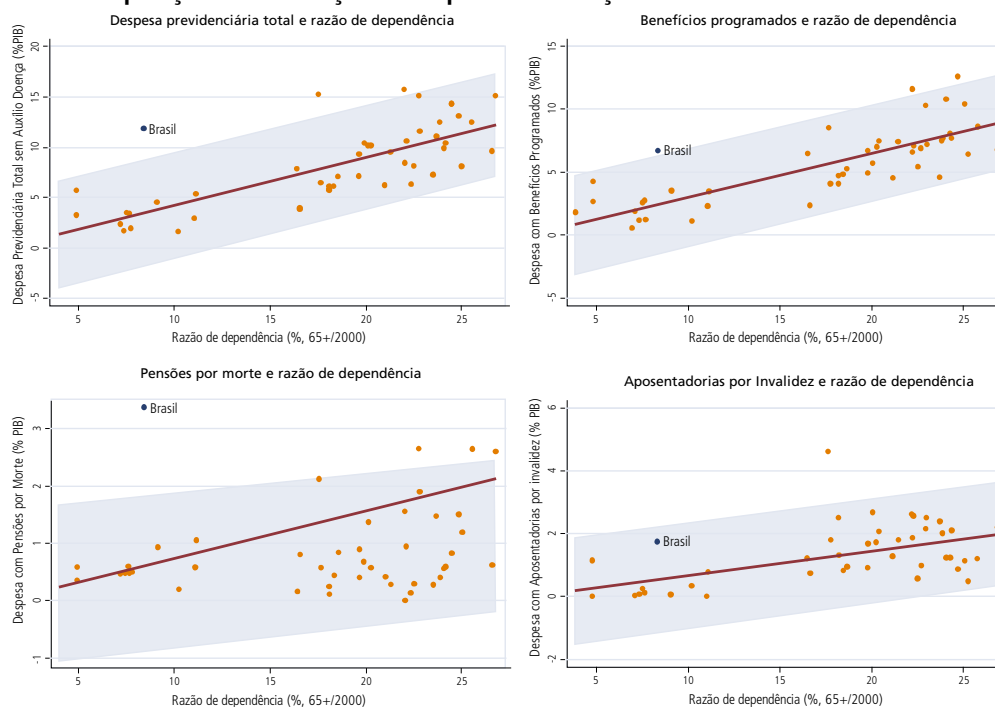 Despesa previdenciária total e razão de dependência
Despesa Previdenciária Total sem Auxílio Doença (%PIB)
20
15
10
5
0
-5
Brasil
5
10
15
20
25
Razão de dependência (%, 65+/2000)
Benefícios programados e razão de dependência
Despesa com Benefícios Programados (%PIB)
15
10
5
0
-5
Brasil
5
10
15
20
25
Razão de dependência (%, 65+/2000)
Pensões por morte e razão de dependência
Despesa com Pensões por Morte (% PIB)
3
2
1
0
-1
Brasil
5
10
15
20
25
Razão de dependência (%, 65+/2000)
Aposentadorias por Invalidez e razão de dependência
Despesa com Aposentadorias por invalidez (% PIB)
6
4
2
0
-2
Brasil
5
10
15
20
25
Razão de dependência (%, 65+/2000)